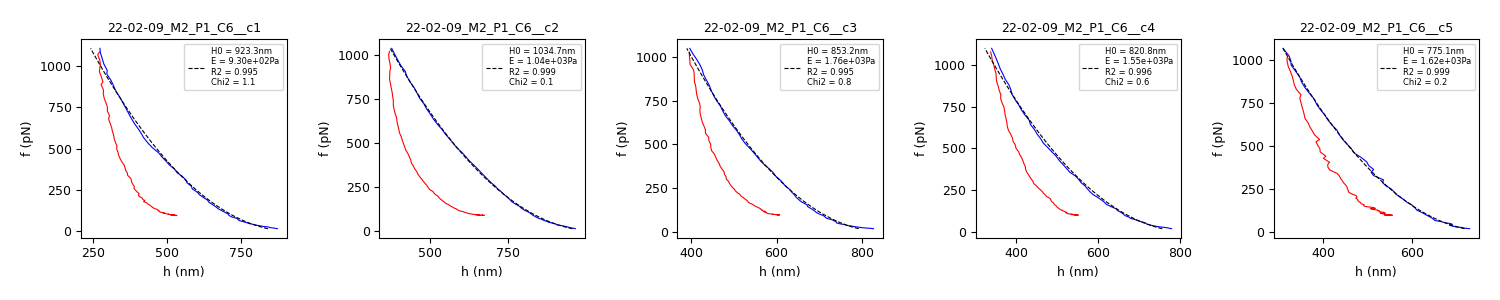 22-02-09_M2_P1_C6__c1
H0 = 923.3nm
E = 9.30e+02Pa
R2 = 0.995
Chi2 = 1.1
f (pN)
1000
750
500
250
0
250
500
750
h (nm)
22-02-09_M2_P1_C6__c2
H0 = 1034.7nm
E = 1.04e+03Pa
R2 = 0.999
Chi2 = 0.1
f (pN)
1000
750
500
250
0
500
750
h (nm)
22-02-09_M2_P1_C6__c3
H0 = 853.2nm
E = 1.76e+03Pa
R2 = 0.995
Chi2 = 0.8
f (pN)
1000
750
500
250
0
400
600
800
h (nm)
22-02-09_M2_P1_C6__c4
H0 = 820.8nm
E = 1.55e+03Pa
R2 = 0.996
Chi2 = 0.6
f (pN)
1000
750
500
250
0
400
600
800
h (nm)
22-02-09_M2_P1_C6__c5
H0 = 775.1nm
E = 1.62e+03Pa
R2 = 0.999
Chi2 = 0.2
f (pN)
1000
750
500
250
0
400
600
h (nm)